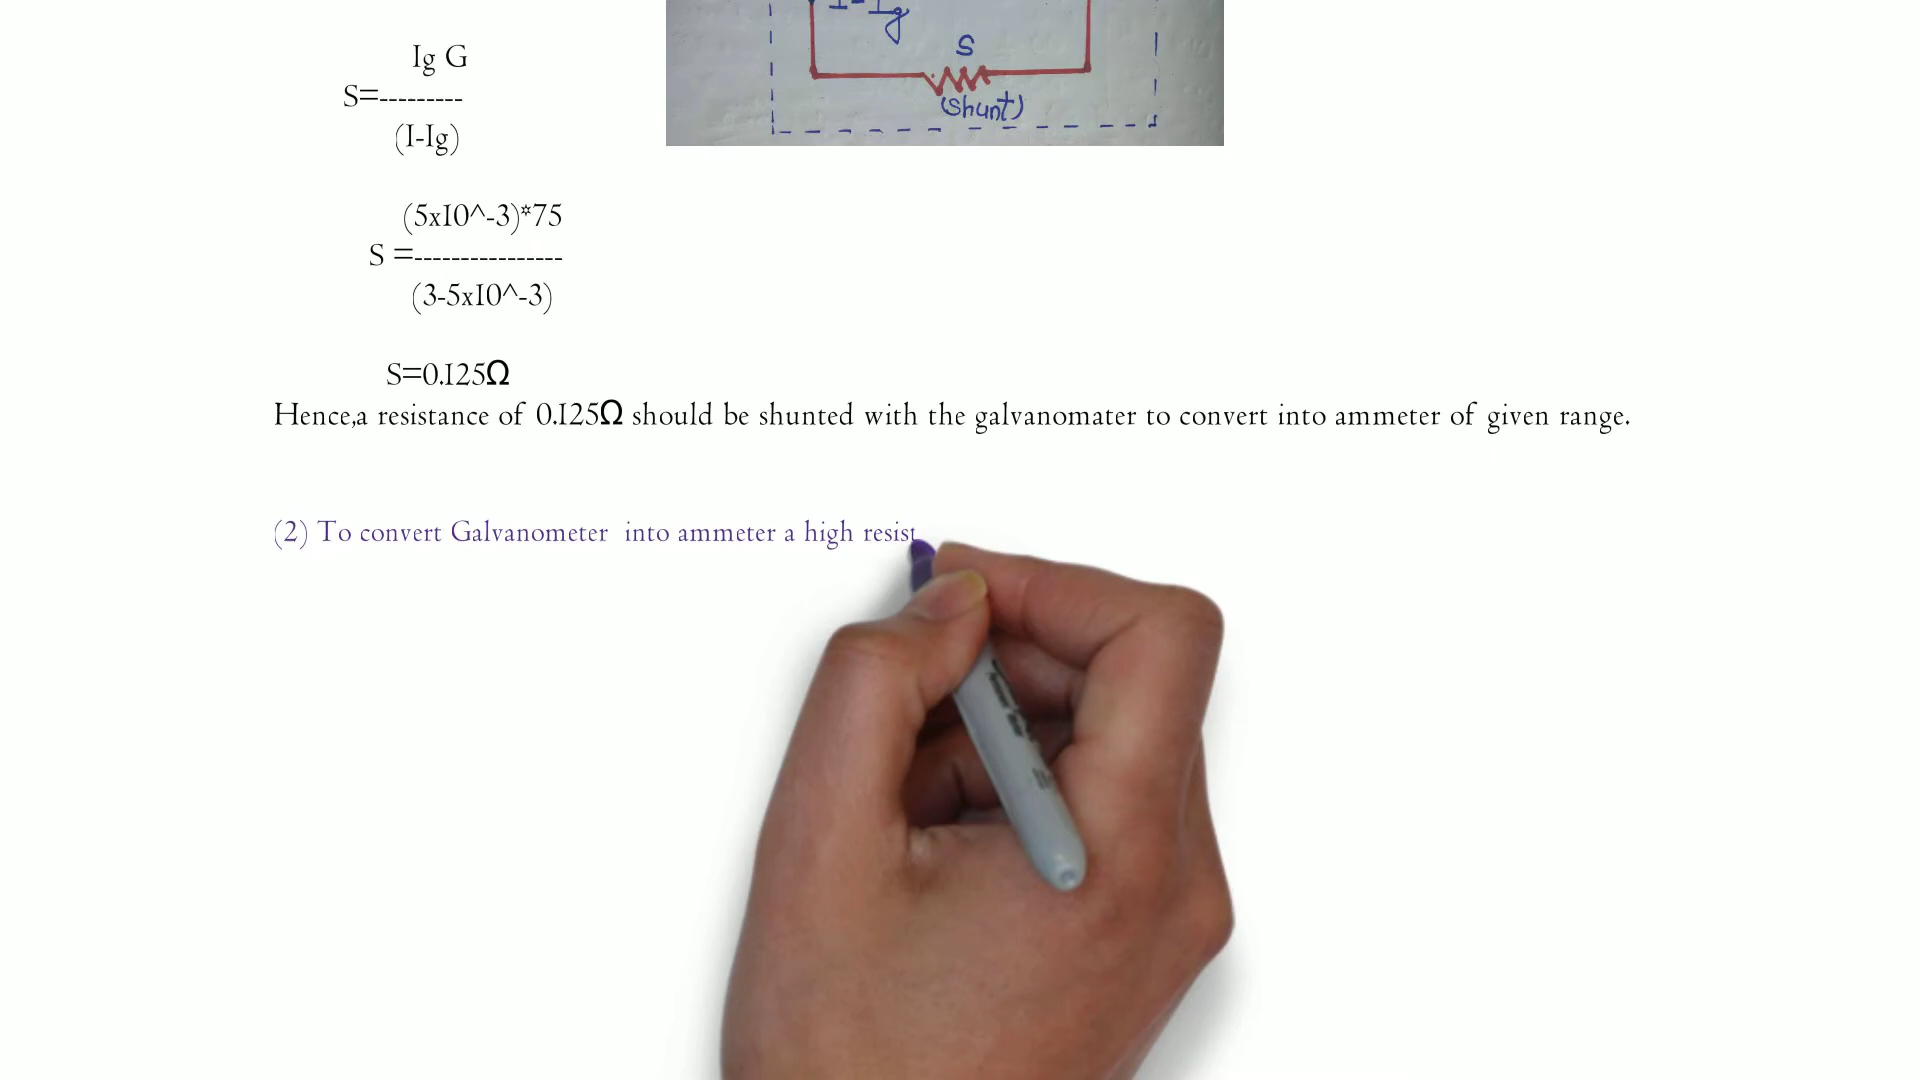 I-Ig
S
(shunt)
Ig G
S=---------
(I-Ig)
(5x10^-3)*75
S =----------------
(3-5x10^-3)
S=0.125Ω
Hence,a resistance of 0.125Ω should be shunted with the galvanomater to convert into ammeter of given range.
(2) To convert Galvanometer into ammeter a high resist